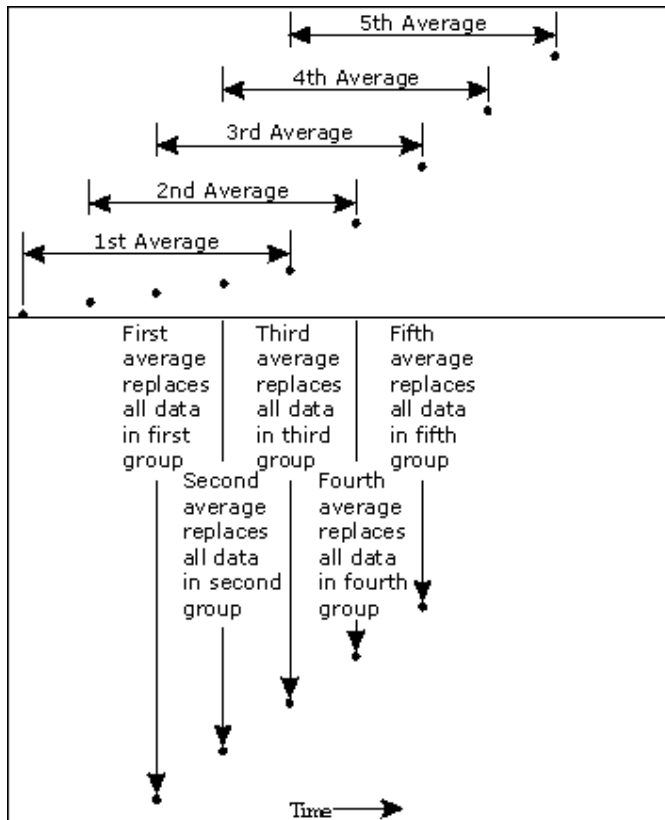 5th Average
4th Average
3rd Average
2nd Average
1st Average
First
average
replaces
all data
in first
group
Third
average
replaces
all data
in third
group
Fifth
average
replaces
all data
in fifth
group
Second
average
replaces
all data
in second
group
Fourth
average
replaces
all data
in fourth
group
Time